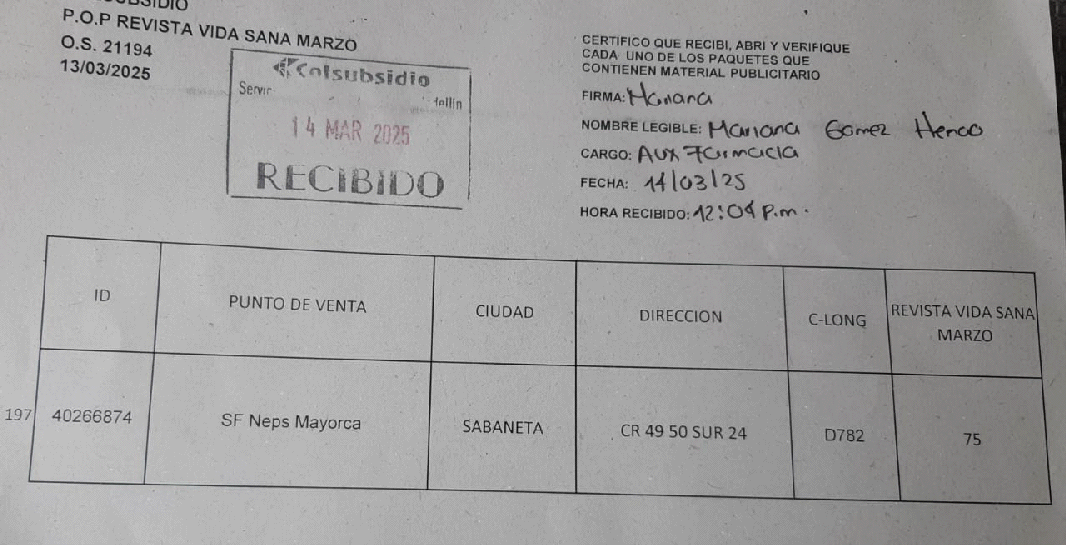 P.O.P REVISTA VIDA SANA MARZO
O.S. 21194
13/03/2025
Colsubsidio
14 MAR 2025
RECIBIDO
CERTIFICO QUE RECIBI, ABRI Y VERIFIQUE
CADA UNO DE LOS PAQUETES QUE
CONTIENEN MATERIAL PUBLICITARIO
FIRMA: Mariana
NOMBRE LEGIBLE: Mariana Gomez Henao
CARGO: Aux Farmacia
FECHA: 14/03/25
HORA RECIBIDO: 12:04 p.m.
ID PUNTO DE VENTA CIUDAD DIRECCION C-LONG REVISTA VIDA SANA MARZO
197 40266874 SF Neps Mayorca SABANETA CR 49 50 SUR 24 D782 75